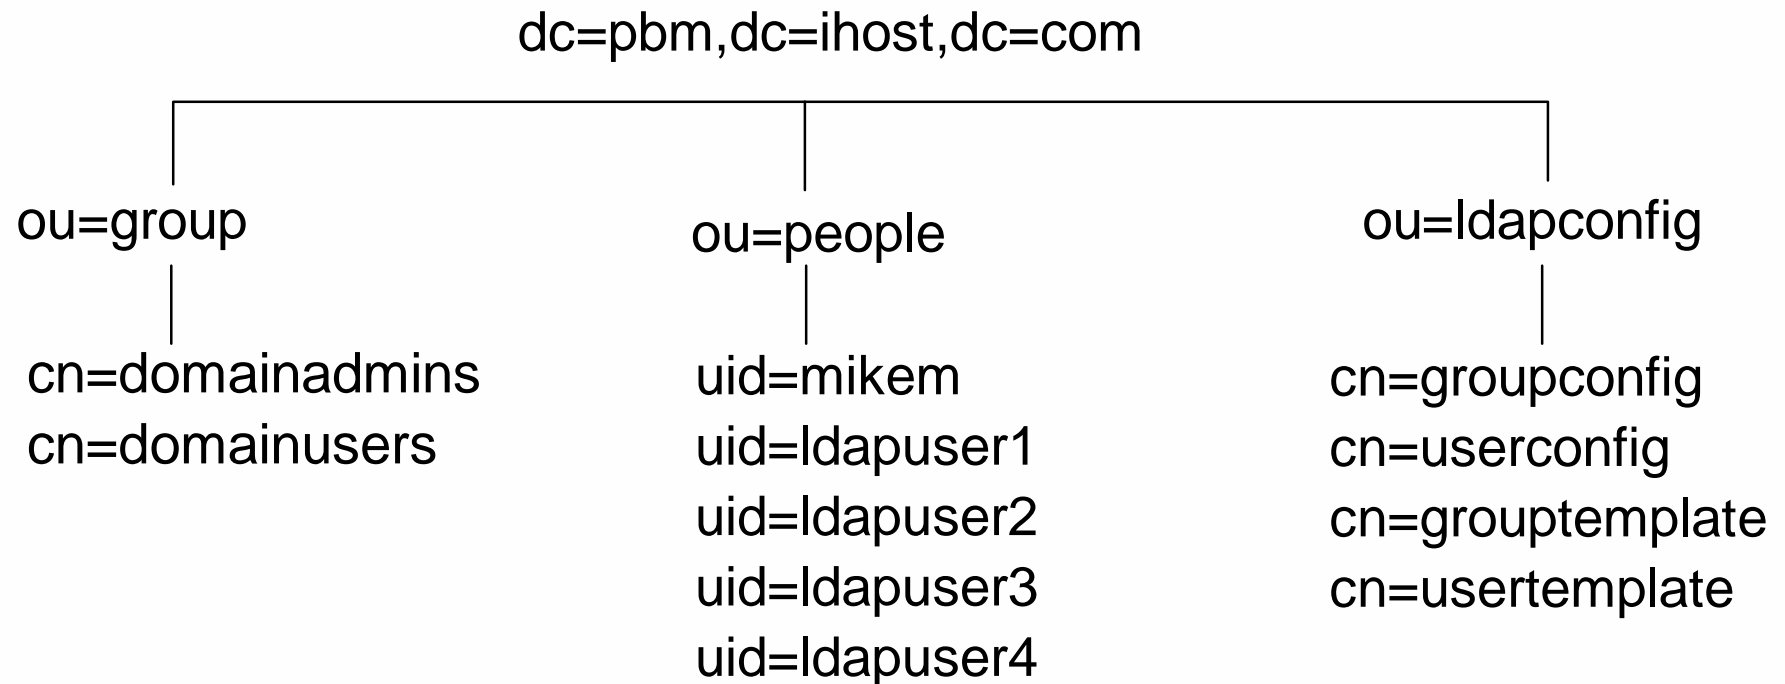 dc=pbm,dc=ihost,dc=com
ou=group
ou=people
ou=ldapconfig
cn=domainadmins
cn=domainusers
uid=mikem
uid=ldapuser1
uid=ldapuser2
uid=ldapuser3
uid=ldapuser4
cn=groupconfig
cn=userconfig
cn=grouptemplate
cn=usertemplate